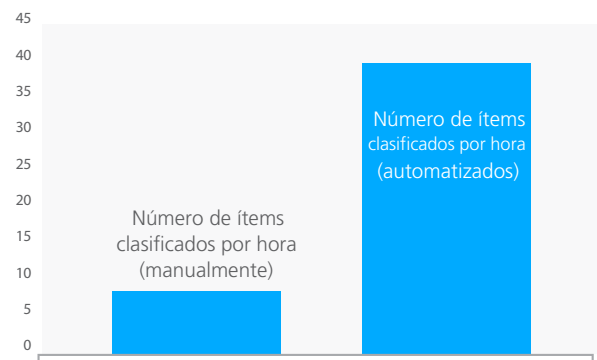 45
40
35
30
25
20
15
10
5
0
Número de ítems
clasificados por hora
(manualmente)
Número de ítems
clasificados por hora
(automatizados)